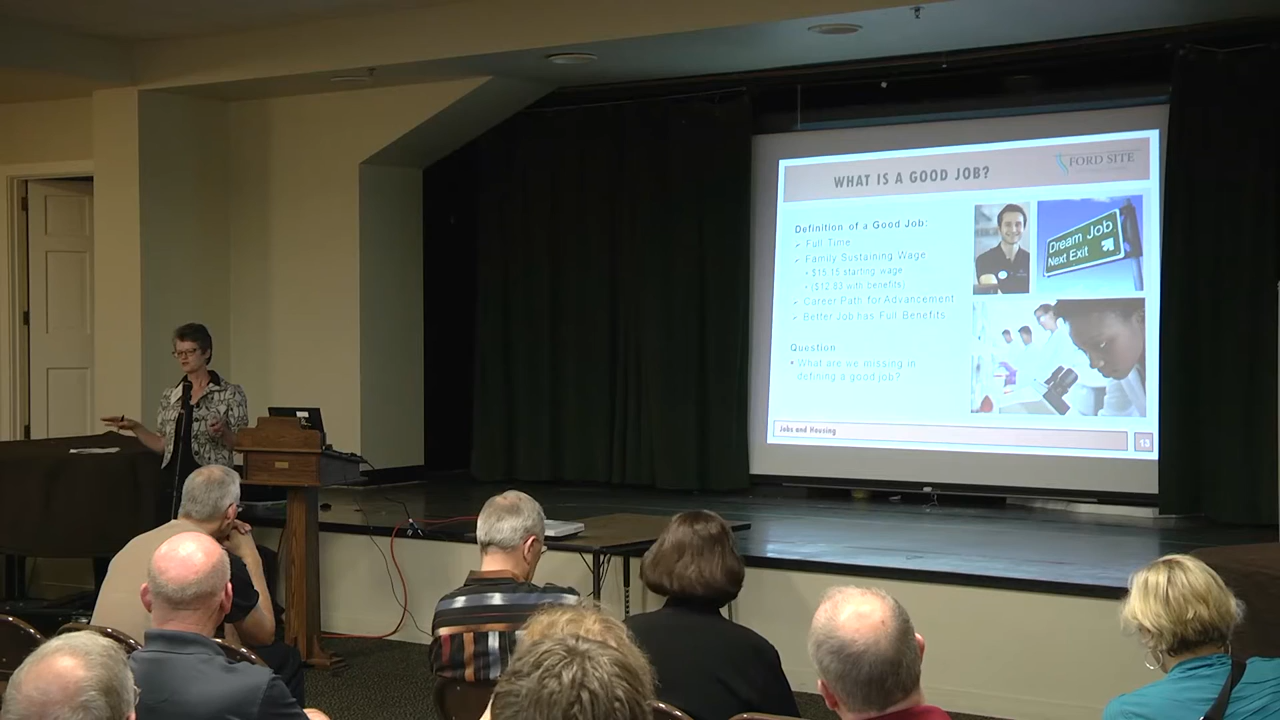 WHAT IS A GOOD JOB?
FORD SITE
Definition of a Good Job:
Full Time
Family Sustaining Wage
$15.15 starting wage
($12.83 with benefits)
Career Path for Advancement
Better Job has Full Benefits
Question
What are we missing in
defining a good job?
Dream Job
Next Exit
Jobs and Housing
13